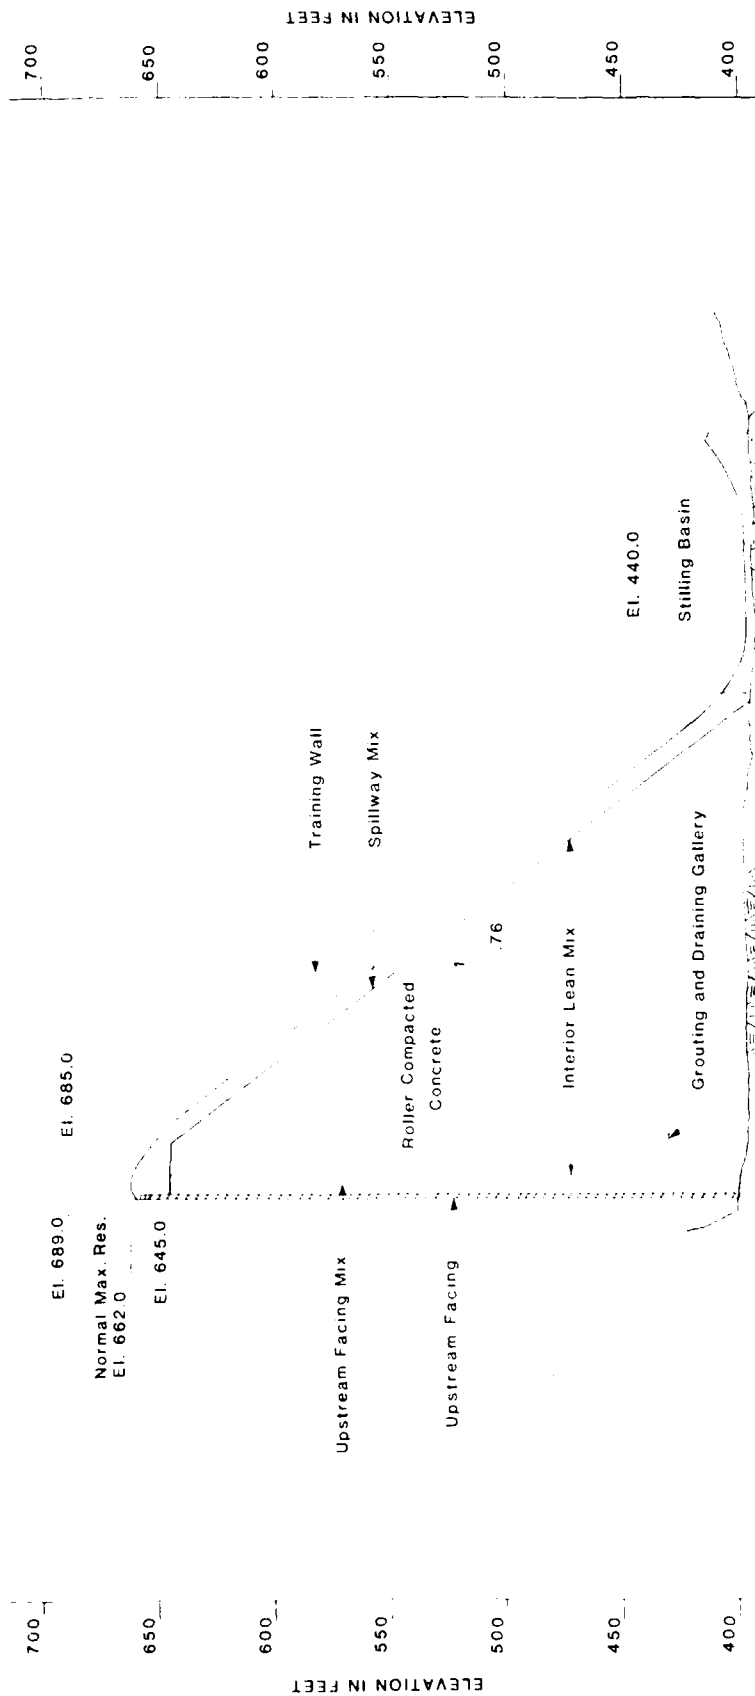 ELEVATION IN FEET
700
650
600
550
500
450
400
El. 689.0
Normal Max. Res.
El. 662.0
El. 645.0
Upstream Facing Mix
Upstream Facing
El. 685.0
Roller Compacted
Concrete
1
.76
Interior Lean Mix
Grouting and Draining Gallery
Training Wall
Spillway Mix
El. 440.0
Stilling Basin
700
650
600
550
500
450
400
ELEVATION IN FEET